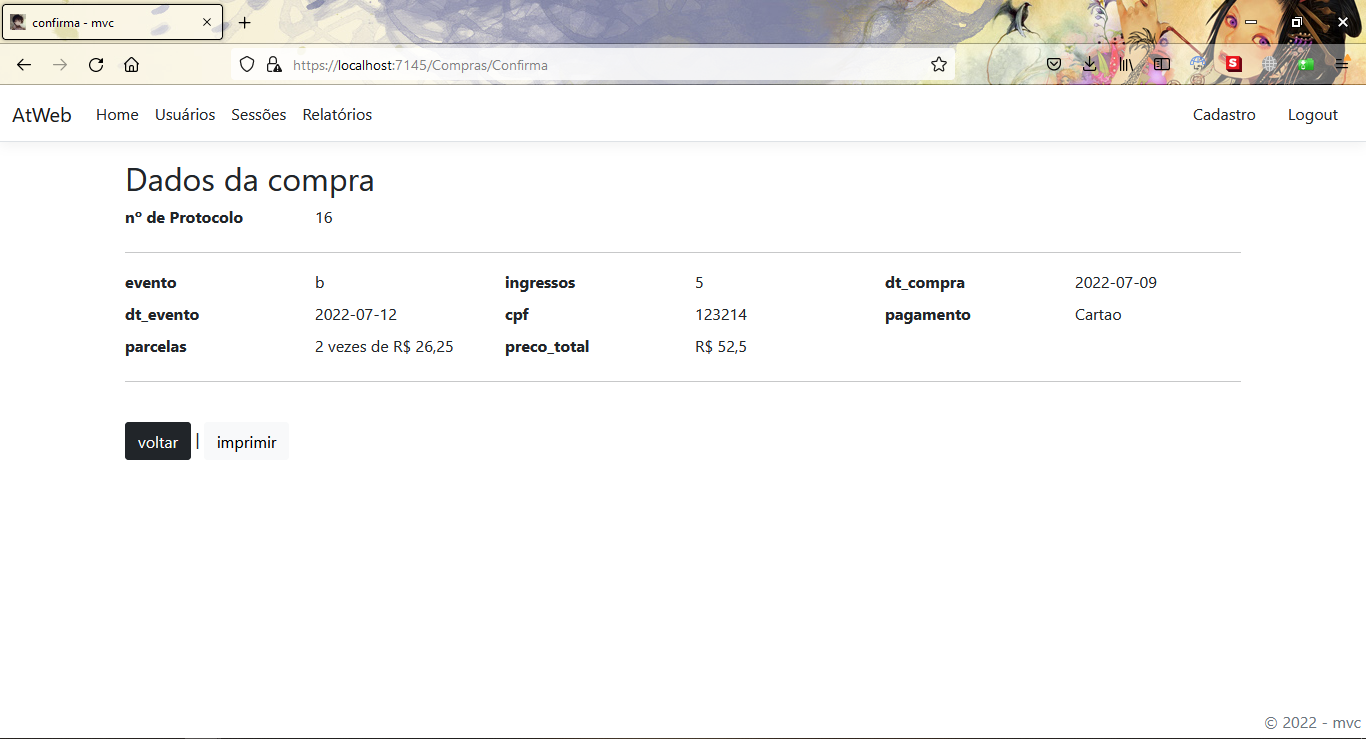 confirma - mvc
https://localhost:7145/Compras/Confirma
S
AtWeb Home Usuários Sessões Relatórios Cadastro Logout
Dados da compra
nº de Protocolo 16
evento b ingressos 5 dt_compra 2022-07-09
dt_evento 2022-07-12 cpf 123214 pagamento Cartao
parcelas 2 vezes de R$ 26,25 preco_total R$ 52,5
voltar | imprimir
© 2022 - mvc